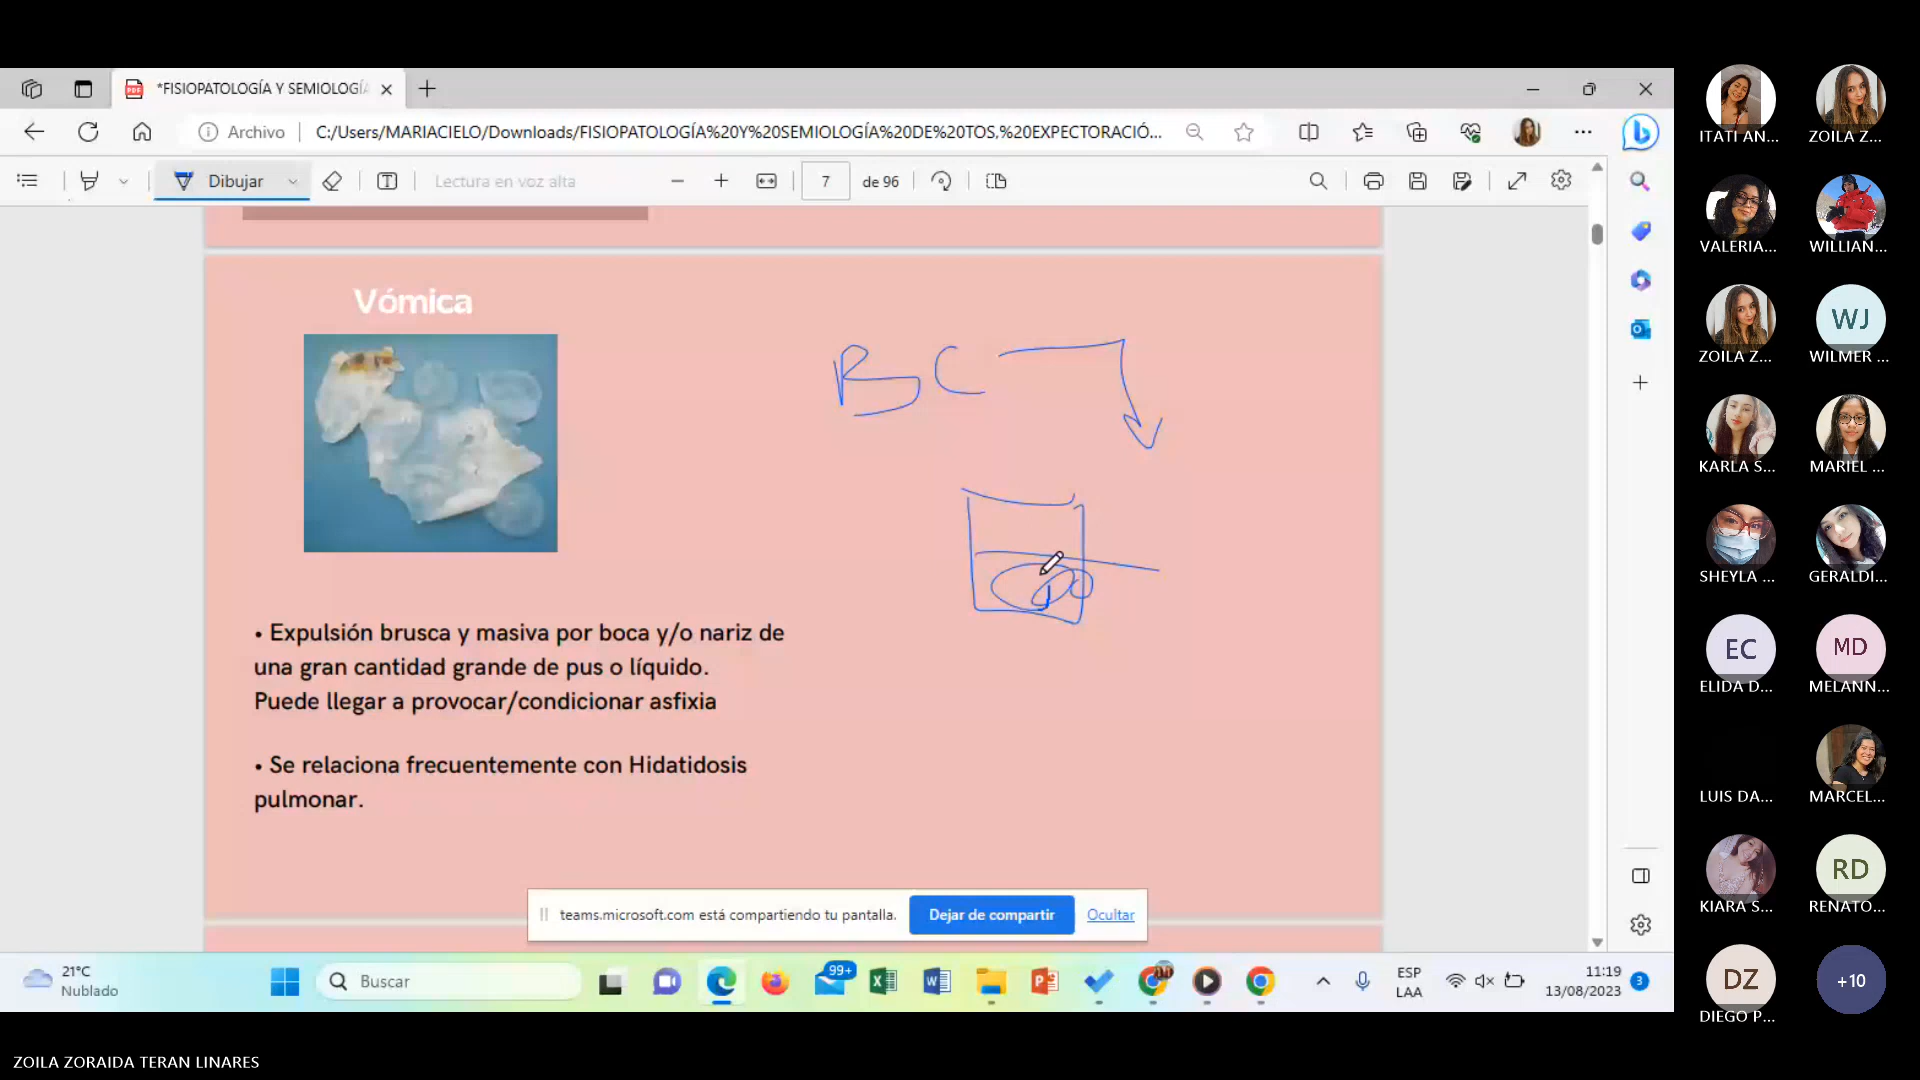 *FISIOPATOLOGÍA Y SEMIOLOGÍA
Archivo
C:/Users/MARIACIELO/Downloads/FISIOPATOLOGÍA%20Y%20SEMIOLOGÍA%20DE%20TOS,%20EXPECTORACIÓ...
Dibujar
Lectura en voz alta
7
de 96
Vómica
BC
• Expulsión brusca y masiva por boca y/o nariz de
una gran cantidad grande de pus o líquido.
Puede llegar a provocar/condicionar asfixia
• Se relaciona frecuentemente con Hidatidosis
pulmonar.
teams.microsoft.com está compartiendo tu pantalla.
Dejar de compartir
Ocultar
21°C
Nublado
Buscar
99+
ESP
LAA
11:19
13/08/2023
3
ITATI AN...
ZOILA Z...
VALERIA...
WILLIAN...
ZOILA Z...
WJ
WILMER ...
KARLA S...
MARIEL ...
SHEYLA ...
GERALDI...
EC
ELIDA D...
MD
MELANN...
LUIS DA...
MARCEL...
KIARA S...
RD
RENATO...
DZ
DIEGO P...
+10
ZOILA ZORAIDA TERAN LINARES